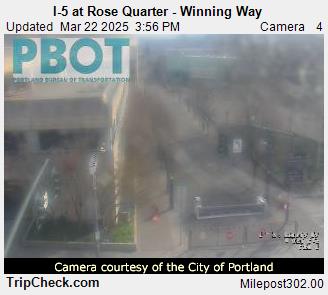 I-5 at Rose Quarter - Winning Way
Updated Mar 22 2025 3:56 PM Camera 4
PBOT
PORTLAND BUREAU OF TRANSPORTATION
Camera courtesy of the City of Portland
TripCheck.com Milepost302.00